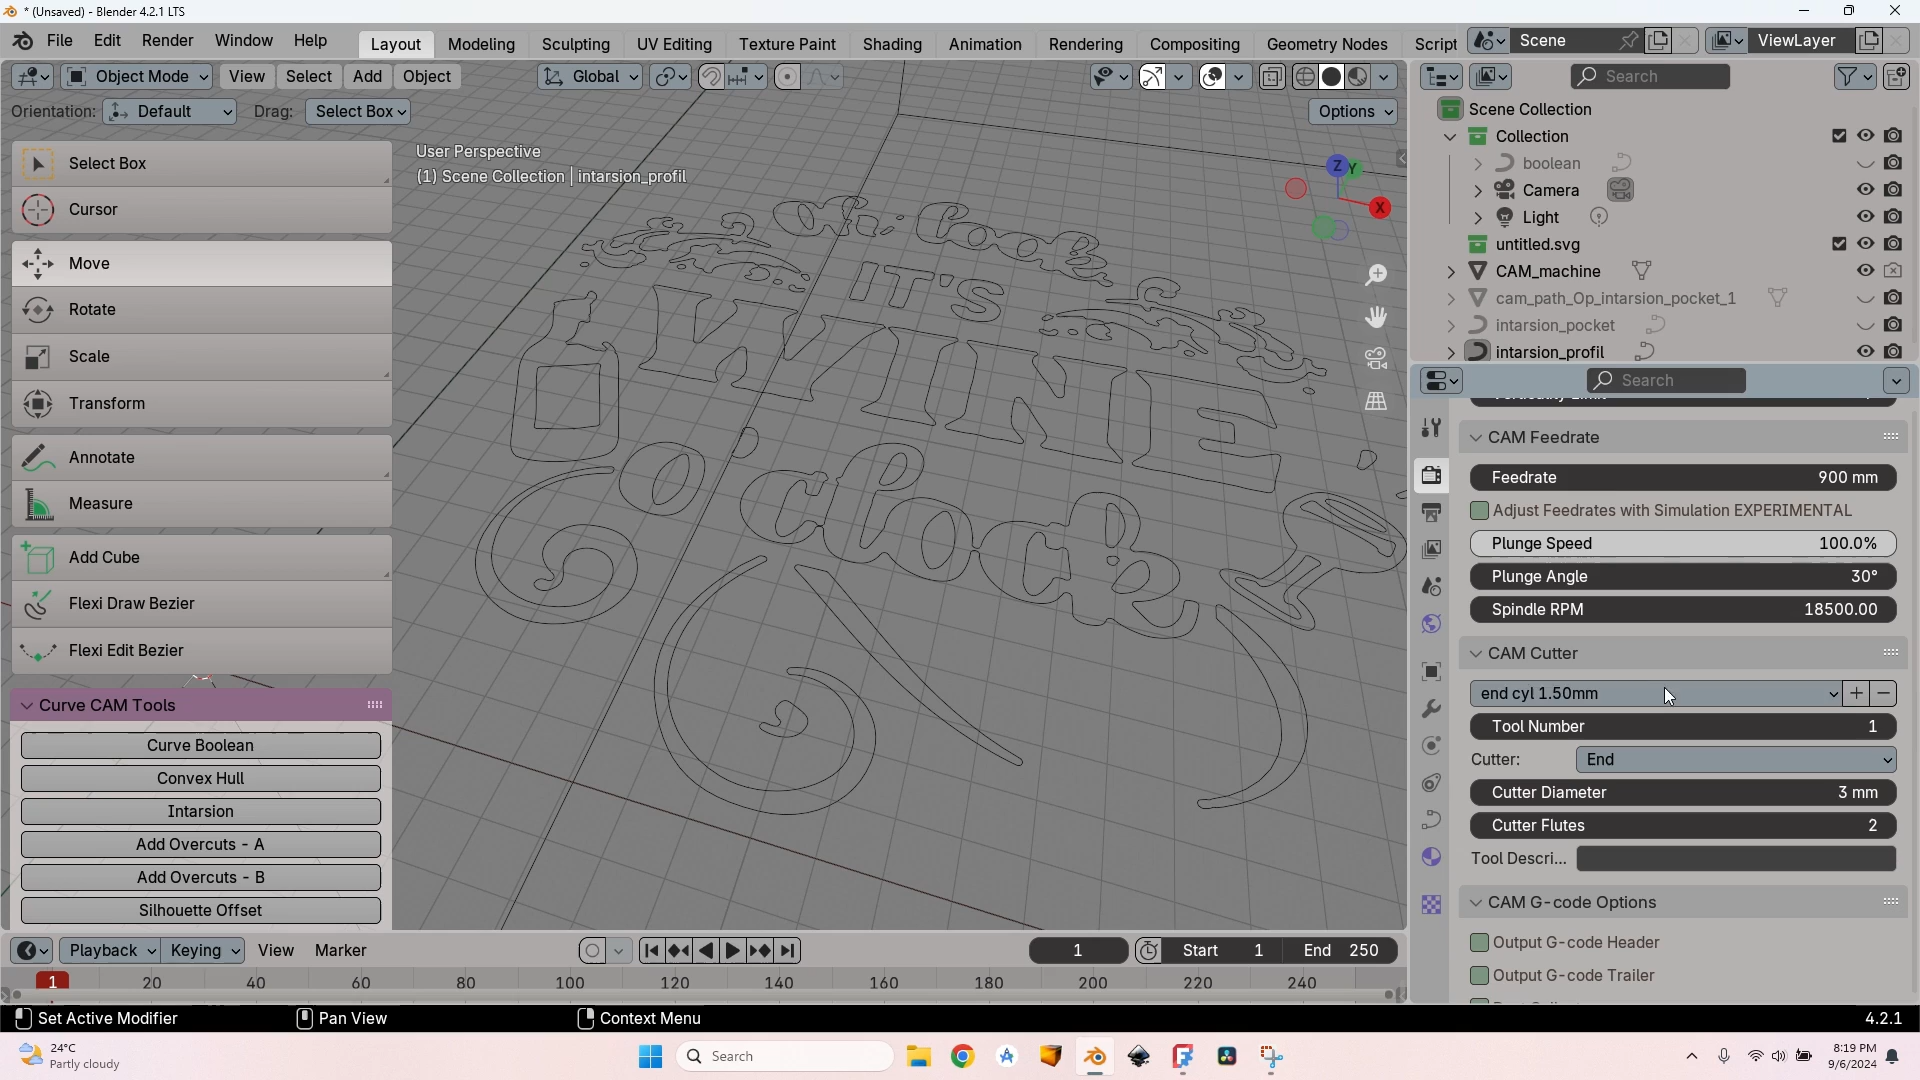 * (Unsaved) - Blender 4.2.1 LTS
File Edit Render Window Help Layout Modeling Sculpting UV Editing Texture Paint Shading Animation Rendering Compositing Geometry Nodes Script Scene ViewLayer
Object Mode View Select Add Object Global Options
Orientation: Default Drag: Select Box
Select Box
Cursor
Move
Rotate
Scale
Transform
Annotate
Measure
Add Cube
Flexi Draw Bezier
Flexi Edit Bezier
Curve CAM Tools
Curve Boolean
Convex Hull
Intarsion
Add Overcuts - A
Add Overcuts - B
Silhouette Offset
User Perspective
(1) Scene Collection | intarsion_profil
Z Y
X
Oh look
IT'S
WINE
O'clock
Search
Scene Collection
Collection
boolean
Camera
Light
untitled.svg
CAM_machine
cam_path_Op_intarsion_pocket_1
intarsion_pocket
intarsion_profil
Search
CAM Feedrate
Feedrate 900 mm
Adjust Feedrates with Simulation EXPERIMENTAL
Plunge Speed 100.0%
Plunge Angle 30°
Spindle RPM 18500.00
CAM Cutter
end cyl 1.50mm
Tool Number 1
Cutter: End
Cutter Diameter 3 mm
Cutter Flutes 2
Tool Descri...
CAM G-code Options
Output G-code Header
Output G-code Trailer
Playback Keying View Marker 1 Start 1 End 250
1 20 40 60 80 100 120 140 160 180 200 220 240
Set Active Modifier Pan View Context Menu 4.2.1
24°C
Partly cloudy
Search
8:19 PM
9/6/2024